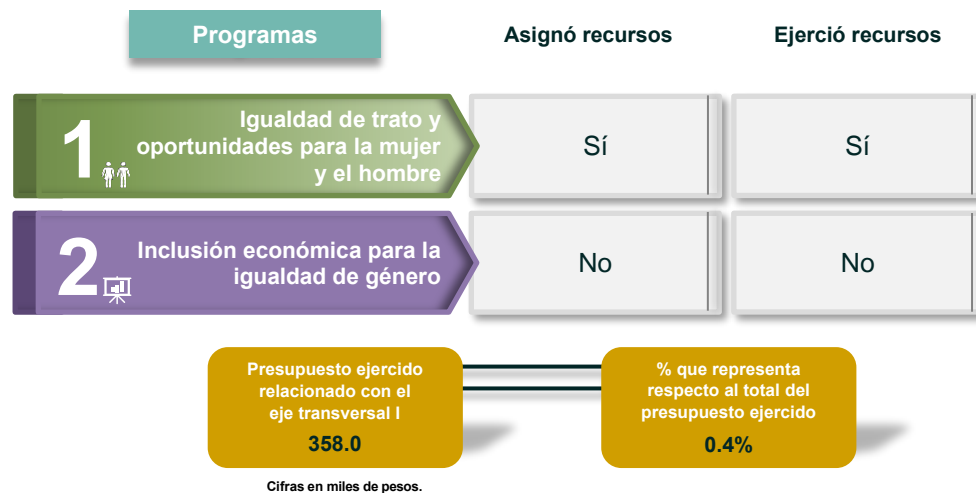 Programas
Asignó recursos
Ejerció recursos
1
Igualdad de trato y
oportunidades para la mujer
y el hombre
Sí
Sí
2
Inclusión económica para la
igualdad de género
No
No
Presupuesto ejercido
relacionado con el
eje transversal I
358.0
% que representa
respecto al total del
presupuesto ejercido
0.4%
Cifras en miles de pesos.